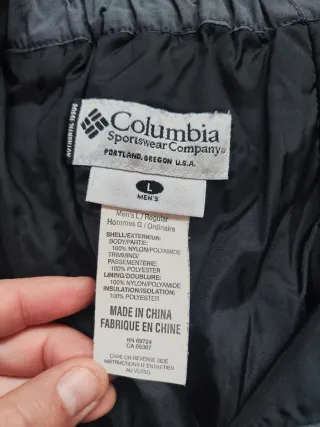 AUTHENTIC ISSUE
Columbia
Sportswear Company
PORTLAND, OREGON U.S.A.
L
MEN'S
Men's L / Regular
Hommes G / Ordinaire
SHELL/EXTERIEUR:
BODY/PARTIE:
100% NYLON/POLYAMIDE
TRIMMING/
PASSEMENTERIE:
100% POLYESTER
LINING/DOUBLURE:
100% NYLON/POLYAMIDE
INSULATION/ISOLATION:
100% POLYESTER
MADE IN CHINA
FABRIQUE EN CHINE
RN 69724
CA 05367
CARE ON REVERSE SIDE
INSTRUCTIONS D'ENTRETIEN
AU VERSO